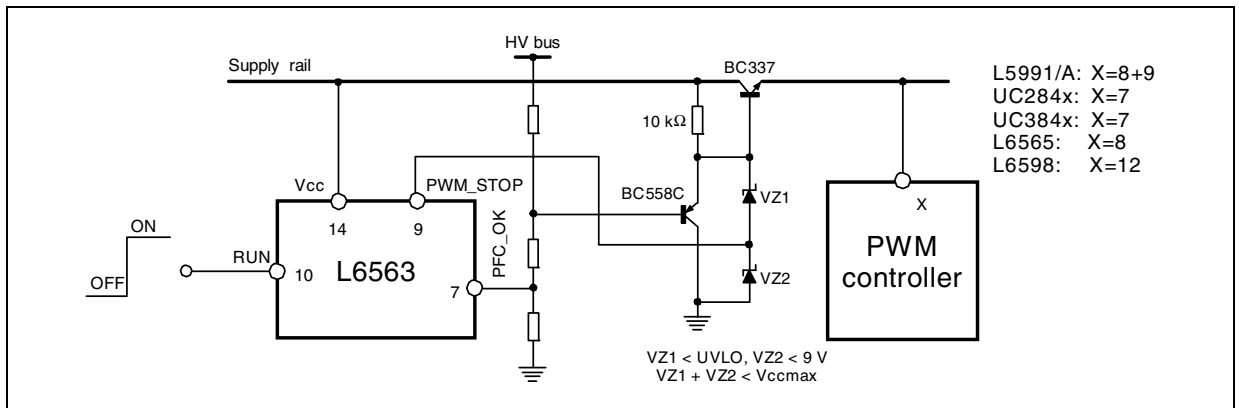 HV bus
Supply rail
BC337
L5991/A: X=8+9
UC284x: X=7
UC384x: X=7
L6565: X=8
L6598: X=12
10 kΩ
Vcc
PWM_STOP
BC558C
VZ1
X
14
9
ON
OFF
RUN
10
L6563
PFC_OK
7
VZ2
PWM
controller
VZ1 < UVLO, VZ2 < 9 V
VZ1 + VZ2 < Vccmax